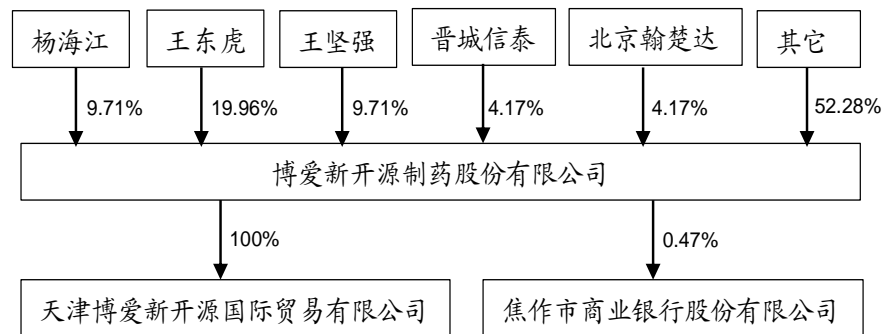 杨海江 王东虎 王坚强 晋城信泰 北京翰楚达 其它
9.71% 19.96% 9.71% 4.17% 4.17% 52.28%
博爱新开源制药股份有限公司
100% 0.47%
天津博爱新开源国际贸易有限公司 焦作市商业银行股份有限公司